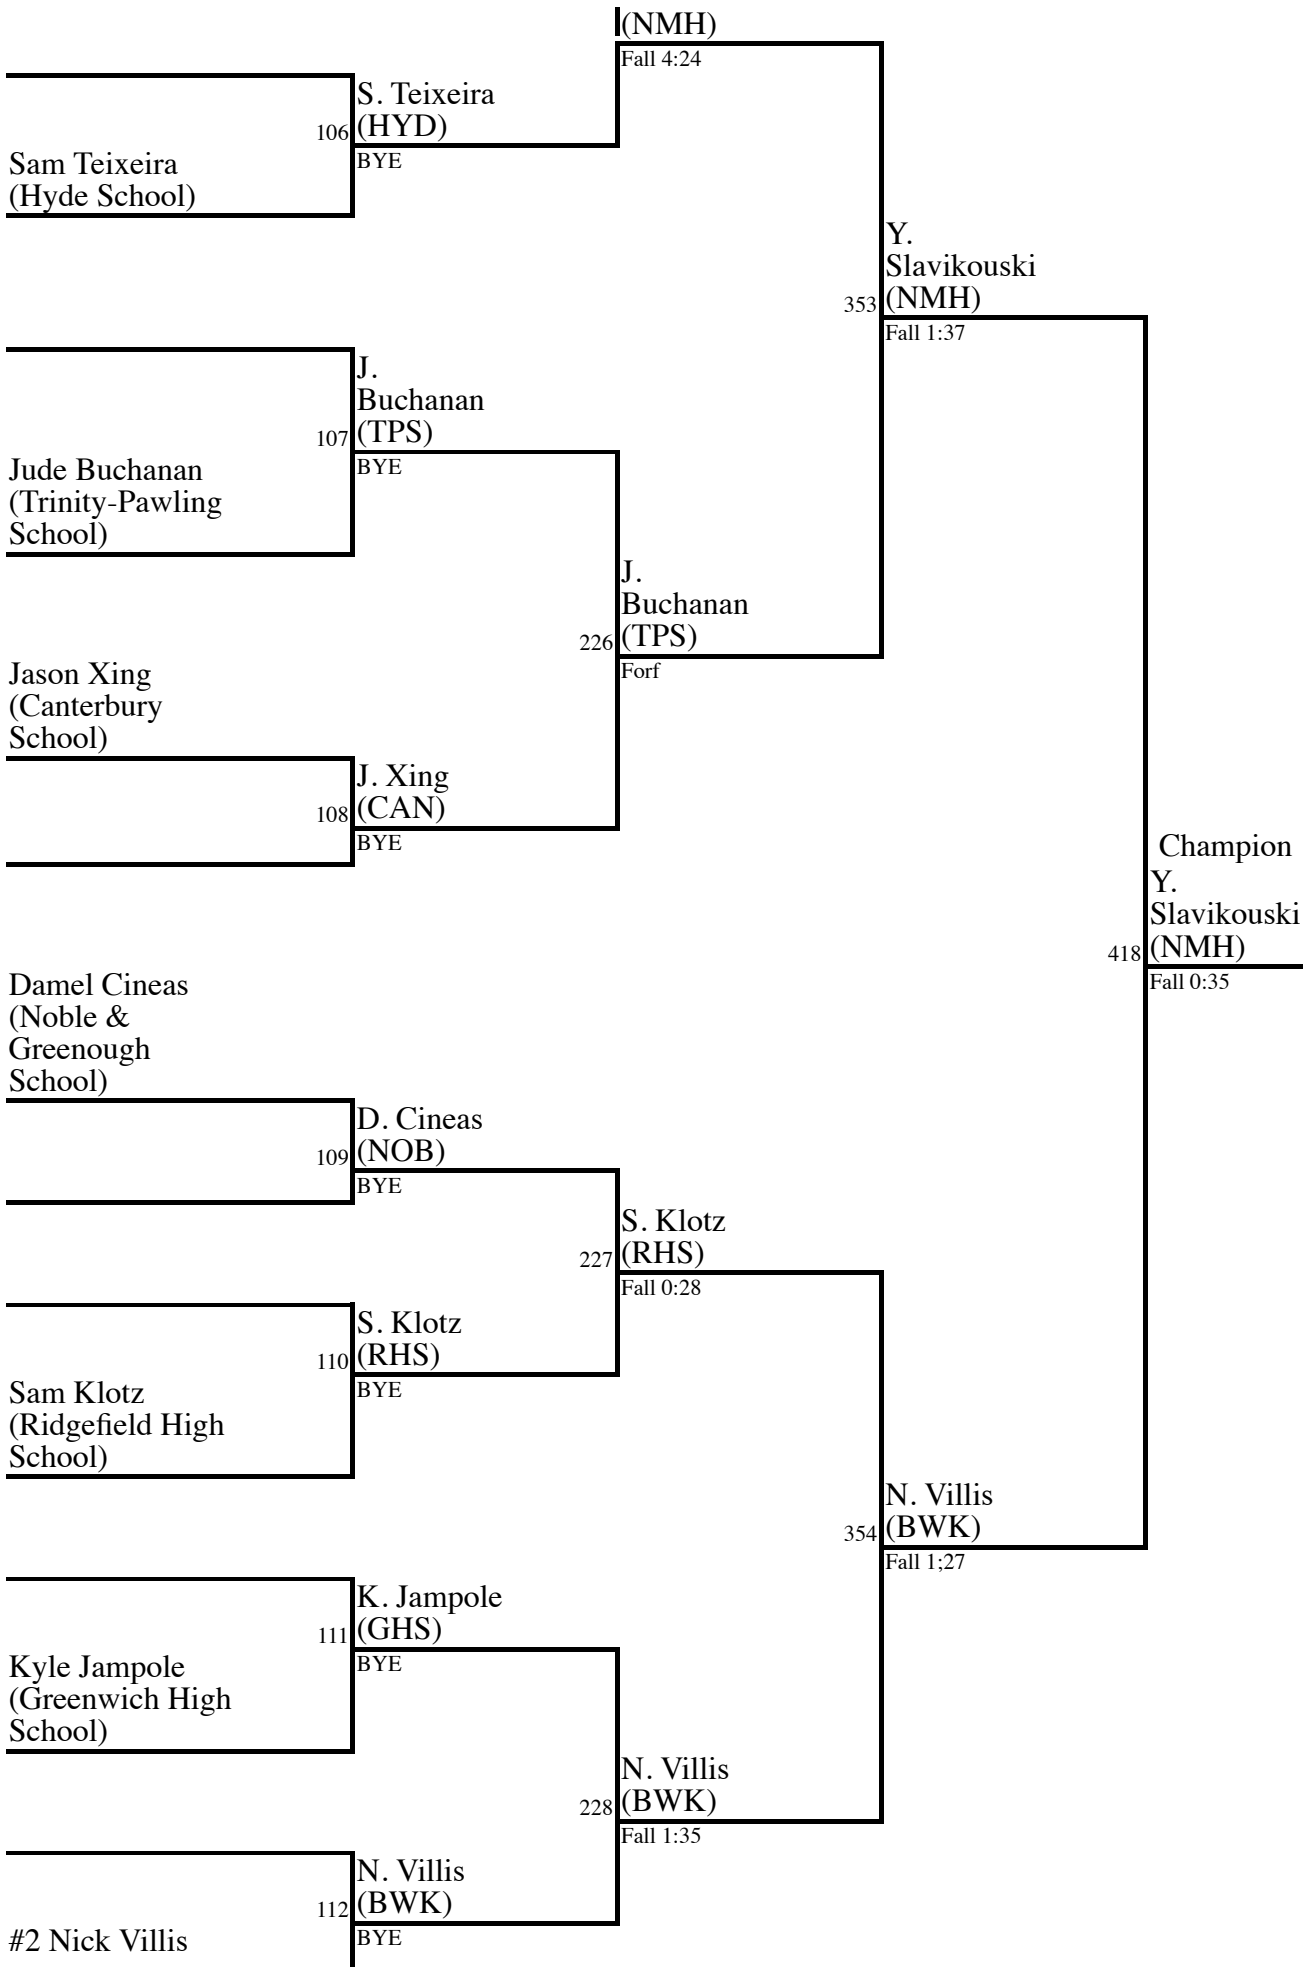 (NMH)
Fall 4:24
S. Teixeira
106 (HYD)
BYE
Sam Teixeira
(Hyde School)
Y.
Slavikouski
353 (NMH)
Fall 1:37
J.
Buchanan
107 (TPS)
BYE
Jude Buchanan
(Trinity-Pawling
School)
J.
Buchanan
226 (TPS)
Forf
Jason Xing
(Canterbury
School)
J. Xing
108 (CAN)
BYE
Champion
Y.
Slavikouski
418 (NMH)
Fall 0:35
Damel Cineas
(Noble &
Greenough
School)
D. Cineas
109 (NOB)
BYE
S. Klotz
227 (RHS)
Fall 0:28
S. Klotz
110 (RHS)
BYE
Sam Klotz
(Ridgefield High
School)
N. Villis
354 (BWK)
Fall 1;27
K. Jampole
111 (GHS)
BYE
Kyle Jampole
(Greenwich High
School)
N. Villis
228 (BWK)
Fall 1:35
N. Villis
112 (BWK)
BYE
#2 Nick Villis